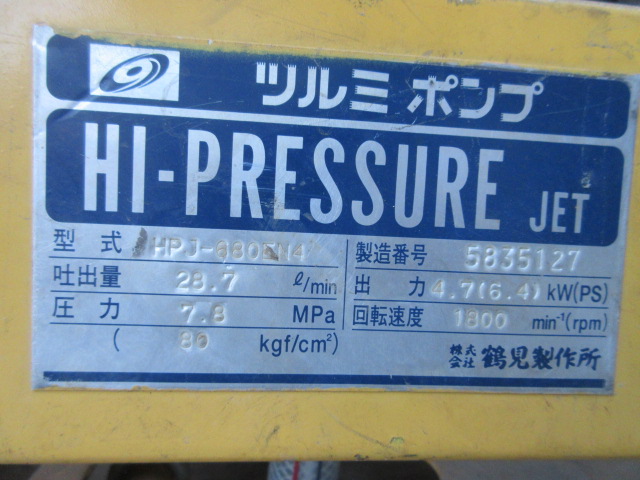 ツルミ ポンプ
HI-PRESSURE JET
型式 製造番号 5835127
吐出量 28.7 ℓ/min 出力 4.7(6.4) kW(PS)
圧力 7.8 MPa 回転速度 1800 min⁻¹(rpm)
( 80 kgf/cm²)
株式会社 鶴見製作所